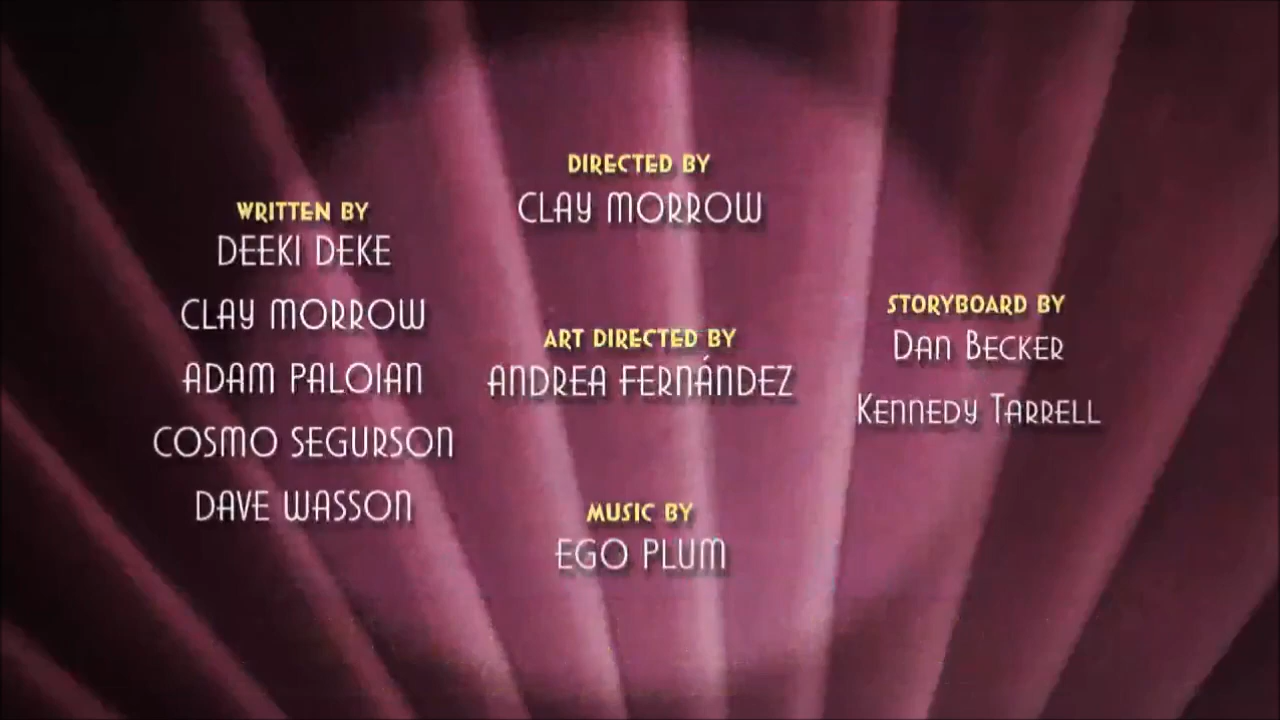 WRITTEN BY
DEEKI DEKE
CLAY MORROW
ADAM PALOIAN
COSMO SEGURSON
DAVE WASSON
DIRECTED BY
CLAY MORROW
ART DIRECTED BY
ANDREA FERNÁNDEZ
MUSIC BY
EGO PLUM
STORYBOARD BY
DAN BECKER
KENNEDY TARRELL